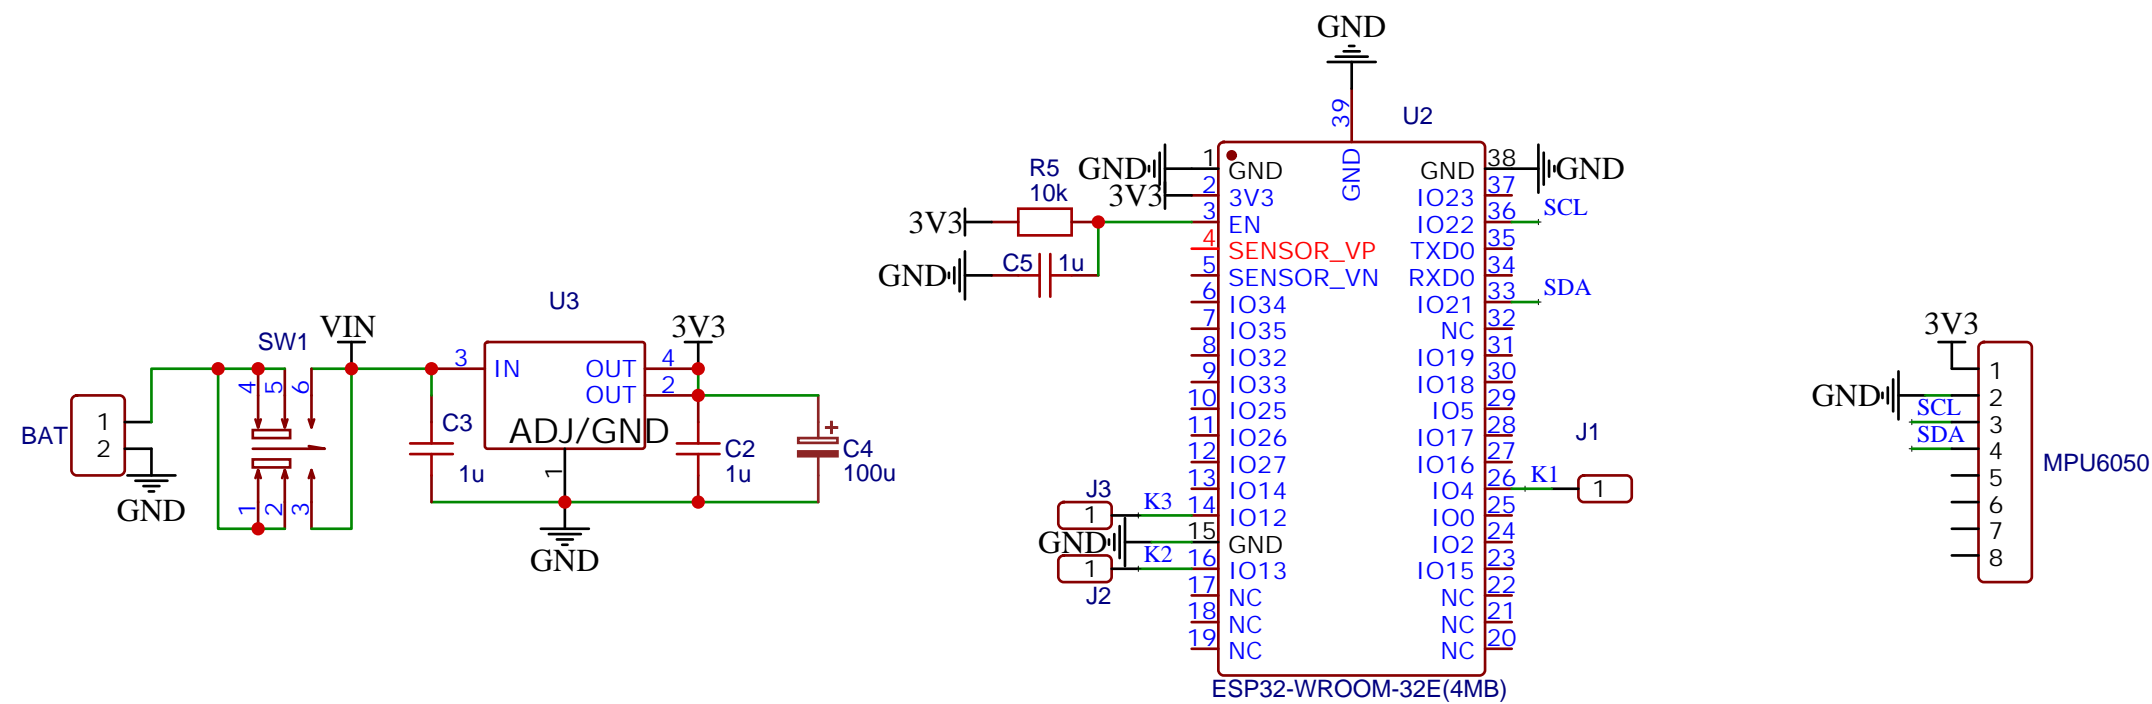 BAT
1
2
GND
SW1
4
5
6
1
2
3
VIN
U3
3
IN
OUT
4
OUT
2
ADJ/GND
1
GND
C3
1u
3V3
C2
1u
C4
100u
GND
39
GND
U2
GND
1
GND
3V3
2
3V3
3V3
R5
10k
3
EN
GND
C5
1u
4
SENSOR_VP
5
SENSOR_VN
6
IO34
7
IO35
8
IO32
9
IO33
10
IO25
11
IO26
12
IO27
13
IO14
J3
1
K3
14
IO12
GND
15
GND
J2
1
K2
16
IO13
17
NC
18
NC
19
NC
GND
38
GND
IO23
37
IO22
36
SCL
TXD0
35
RXD0
34
IO21
33
SDA
NC
32
IO19
31
IO18
30
IO5
29
IO17
28
IO16
27
IO4
26
K1
J1
1
IO0
25
IO2
24
IO15
23
NC
22
NC
21
NC
20
ESP32-WROOM-32E(4MB)
3V3
1
GND
2
SCL
3
SDA
4
5
6
7
8
MPU6050